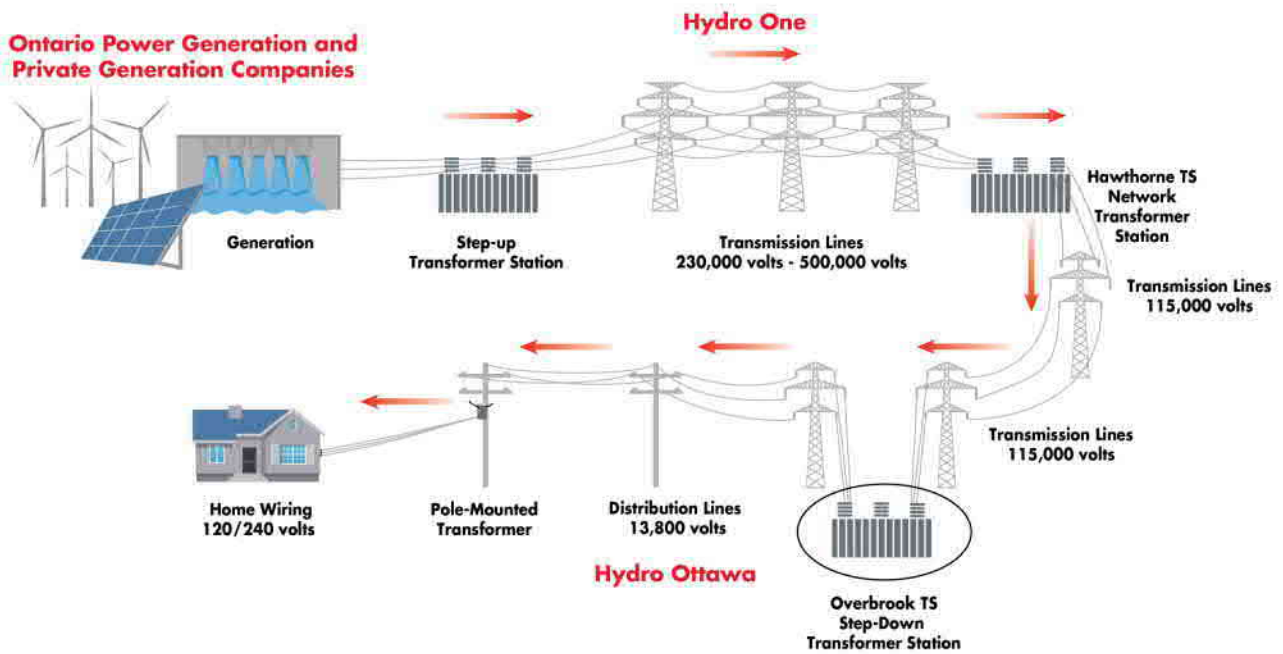 Hydro One
Ontario Power Generation and
Private Generation Companies
Generation
Step-up
Transformer Station
Transmission Lines
230,000 volts - 500,000 volts
Hawthorne TS
Network
Transformer
Station
Transmission Lines
115,000 volts
Transmission Lines
115,000 volts
Home Wiring
120/240 volts
Pole-Mounted
Transformer
Distribution Lines
13,800 volts
Hydro Ottawa
Overbrook TS
Step-Down
Transformer Station